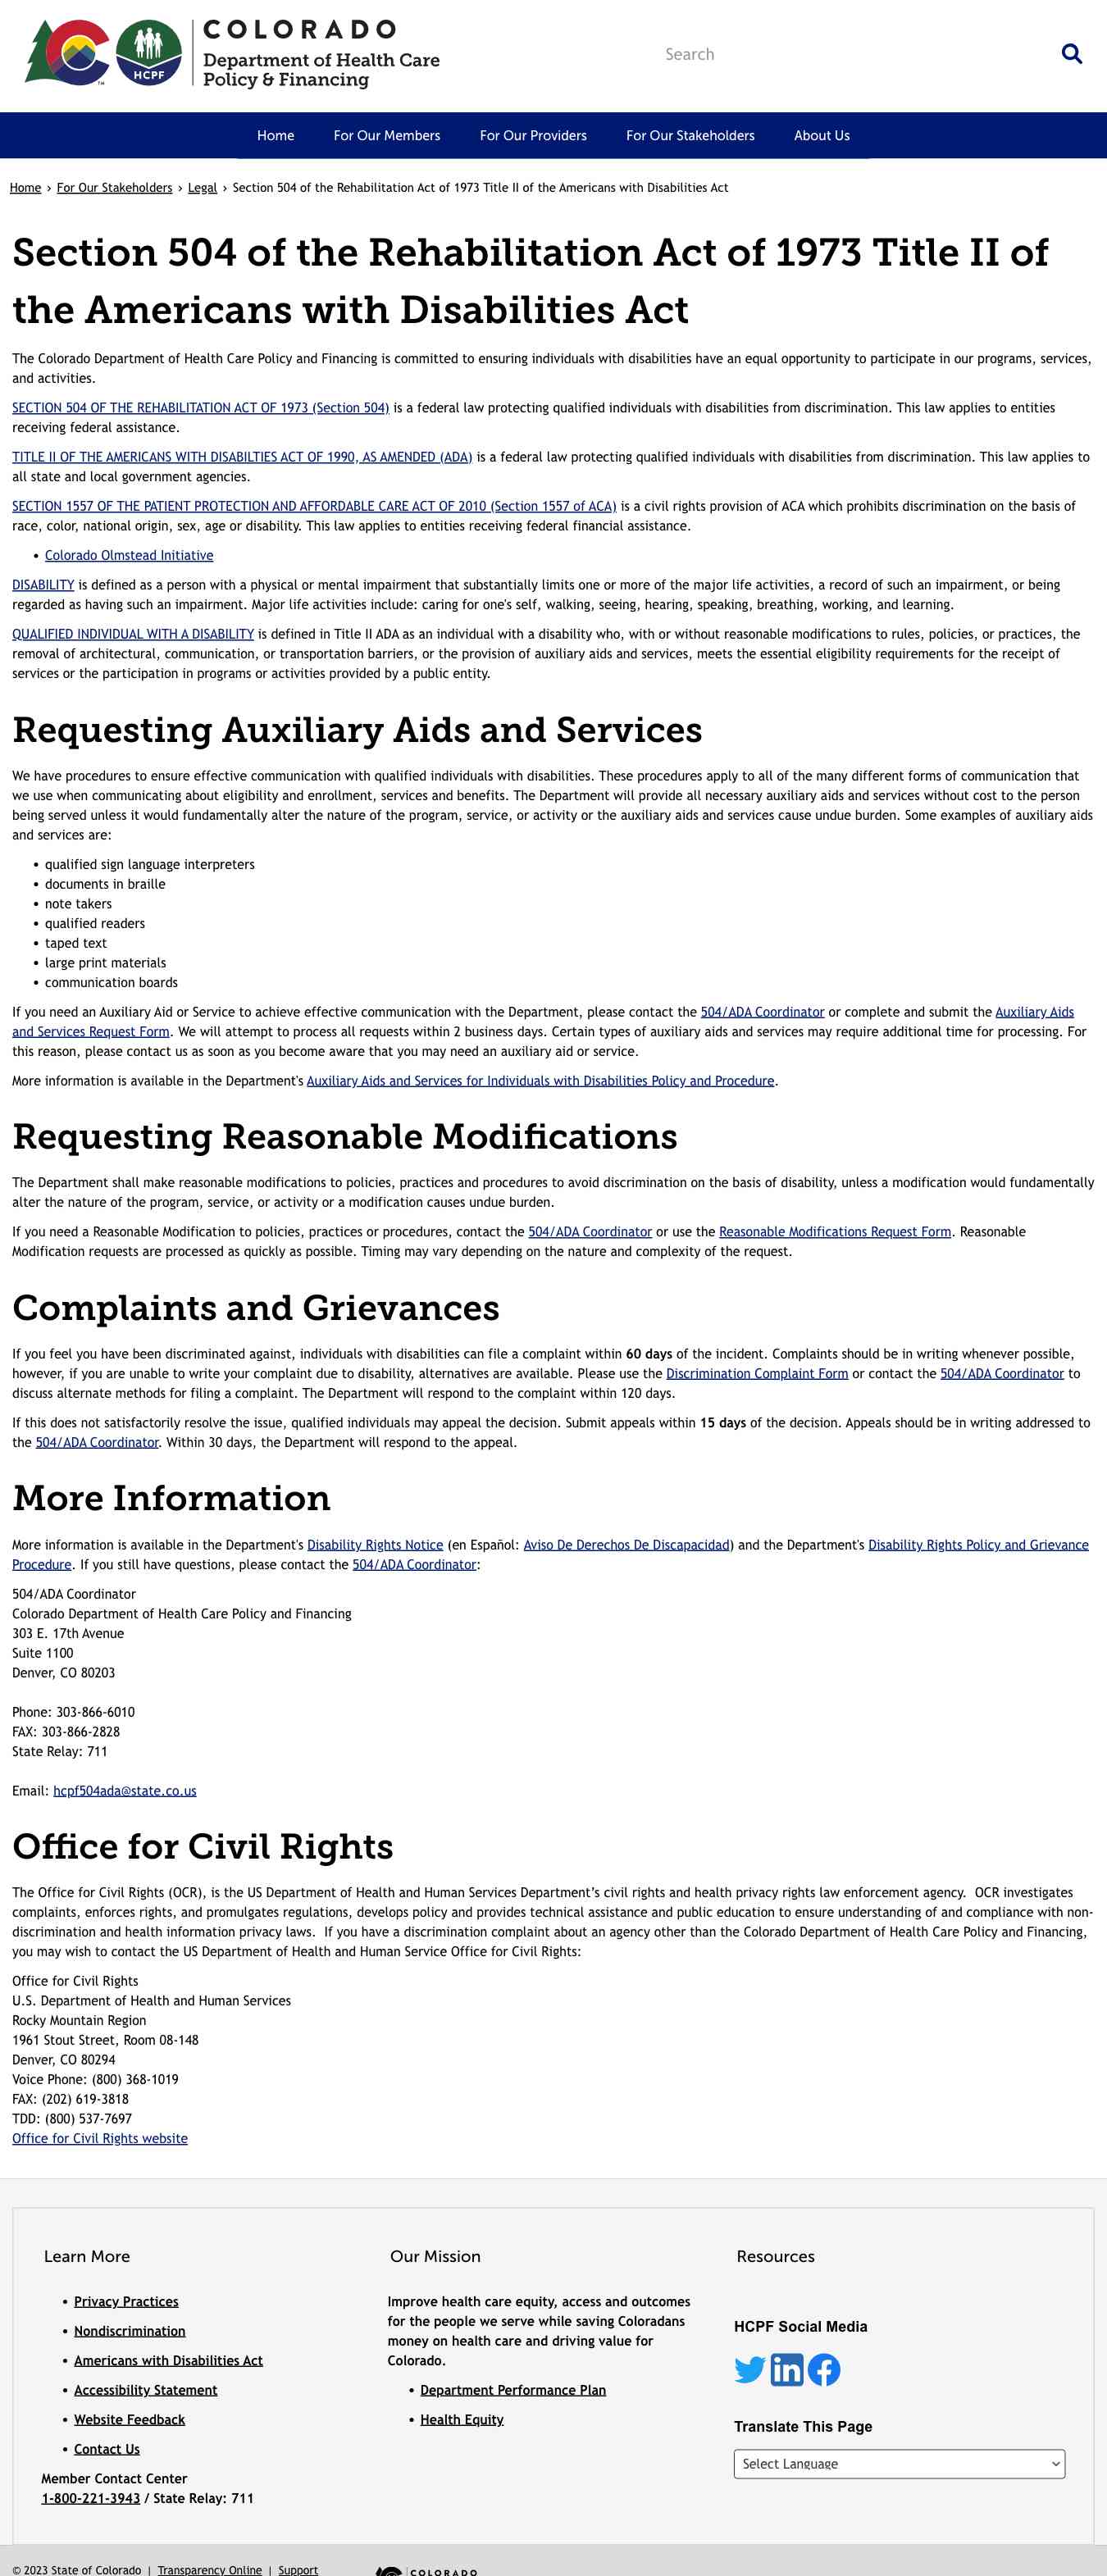 COLORADO
Department of Health Care
Policy & Financing
HCPF
TM
Search
Home For Our Members For Our Providers For Our Stakeholders About Us
Home › For Our Stakeholders › Legal › Section 504 of the Rehabilitation Act of 1973 Title II of the Americans with Disabilities Act
Section 504 of the Rehabilitation Act of 1973 Title II of
the Americans with Disabilities Act
The Colorado Department of Health Care Policy and Financing is committed to ensuring individuals with disabilities have an equal opportunity to participate in our programs, services,
and activities.
SECTION 504 OF THE REHABILITATION ACT OF 1973 (Section 504) is a federal law protecting qualified individuals with disabilities from discrimination. This law applies to entities
receiving federal assistance.
TITLE II OF THE AMERICANS WITH DISABILTIES ACT OF 1990, AS AMENDED (ADA) is a federal law protecting qualified individuals with disabilities from discrimination. This law applies to
all state and local government agencies.
SECTION 1557 OF THE PATIENT PROTECTION AND AFFORDABLE CARE ACT OF 2010 (Section 1557 of ACA) is a civil rights provision of ACA which prohibits discrimination on the basis of
race, color, national origin, sex, age or disability. This law applies to entities receiving federal financial assistance.
• Colorado Olmstead Initiative
DISABILITY is defined as a person with a physical or mental impairment that substantially limits one or more of the major life activities, a record of such an impairment, or being
regarded as having such an impairment. Major life activities include: caring for one's self, walking, seeing, hearing, speaking, breathing, working, and learning.
QUALIFIED INDIVIDUAL WITH A DISABILITY is defined in Title II ADA as an individual with a disability who, with or without reasonable modifications to rules, policies, or practices, the
removal of architectural, communication, or transportation barriers, or the provision of auxiliary aids and services, meets the essential eligibility requirements for the receipt of
services or the participation in programs or activities provided by a public entity.
Requesting Auxiliary Aids and Services
We have procedures to ensure effective communication with qualified individuals with disabilities. These procedures apply to all of the many different forms of communication that
we use when communicating about eligibility and enrollment, services and benefits. The Department will provide all necessary auxiliary aids and services without cost to the person
being served unless it would fundamentally alter the nature of the program, service, or activity or the auxiliary aids and services cause undue burden. Some examples of auxiliary aids
and services are:
• qualified sign language interpreters
• documents in braille
• note takers
• qualified readers
• taped text
• large print materials
• communication boards
If you need an Auxiliary Aid or Service to achieve effective communication with the Department, please contact the 504/ADA Coordinator or complete and submit the Auxiliary Aids
and Services Request Form. We will attempt to process all requests within 2 business days. Certain types of auxiliary aids and services may require additional time for processing. For
this reason, please contact us as soon as you become aware that you may need an auxiliary aid or service.
More information is available in the Department's Auxiliary Aids and Services for Individuals with Disabilities Policy and Procedure.
Requesting Reasonable Modifications
The Department shall make reasonable modifications to policies, practices and procedures to avoid discrimination on the basis of disability, unless a modification would fundamentally
alter the nature of the program, service, or activity or a modification causes undue burden.
If you need a Reasonable Modification to policies, practices or procedures, contact the 504/ADA Coordinator or use the Reasonable Modifications Request Form. Reasonable
Modification requests are processed as quickly as possible. Timing may vary depending on the nature and complexity of the request.
Complaints and Grievances
If you feel you have been discriminated against, individuals with disabilities can file a complaint within 60 days of the incident. Complaints should be in writing whenever possible,
however, if you are unable to write your complaint due to disability, alternatives are available. Please use the Discrimination Complaint Form or contact the 504/ADA Coordinator to
discuss alternate methods for filing a complaint. The Department will respond to the complaint within 120 days.
If this does not satisfactorily resolve the issue, qualified individuals may appeal the decision. Submit appeals within 15 days of the decision. Appeals should be in writing addressed to
the 504/ADA Coordinator. Within 30 days, the Department will respond to the appeal.
More Information
More information is available in the Department's Disability Rights Notice (en Español: Aviso De Derechos De Discapacidad) and the Department's Disability Rights Policy and Grievance
Procedure. If you still have questions, please contact the 504/ADA Coordinator:
504/ADA Coordinator
Colorado Department of Health Care Policy and Financing
303 E. 17th Avenue
Suite 1100
Denver, CO 80203
Phone: 303-866-6010
FAX: 303-866-2828
State Relay: 711
Email: hcpf504ada@state.co.us
Office for Civil Rights
The Office for Civil Rights (OCR), is the US Department of Health and Human Services Department’s civil rights and health privacy rights law enforcement agency.  OCR investigates
complaints, enforces rights, and promulgates regulations, develops policy and provides technical assistance and public education to ensure understanding of and compliance with non-
discrimination and health information privacy laws.  If you have a discrimination complaint about an agency other than the Colorado Department of Health Care Policy and Financing,
you may wish to contact the US Department of Health and Human Service Office for Civil Rights:
Office for Civil Rights
U.S. Department of Health and Human Services
Rocky Mountain Region
1961 Stout Street, Room 08-148
Denver, CO 80294
Voice Phone: (800) 368-1019
FAX: (202) 619-3818
TDD: (800) 537-7697
Office for Civil Rights website
Learn More
• Privacy Practices
• Nondiscrimination
• Americans with Disabilities Act
• Accessibility Statement
• Website Feedback
• Contact Us
Member Contact Center
1-800-221-3943 / State Relay: 711
Our Mission
Improve health care equity, access and outcomes
for the people we serve while saving Coloradans
money on health care and driving value for
Colorado.
• Department Performance Plan
• Health Equity
Resources
HCPF Social Media
in
Translate This Page
Select Language
© 2023 State of Colorado | Transparency Online | Support
COLORADO